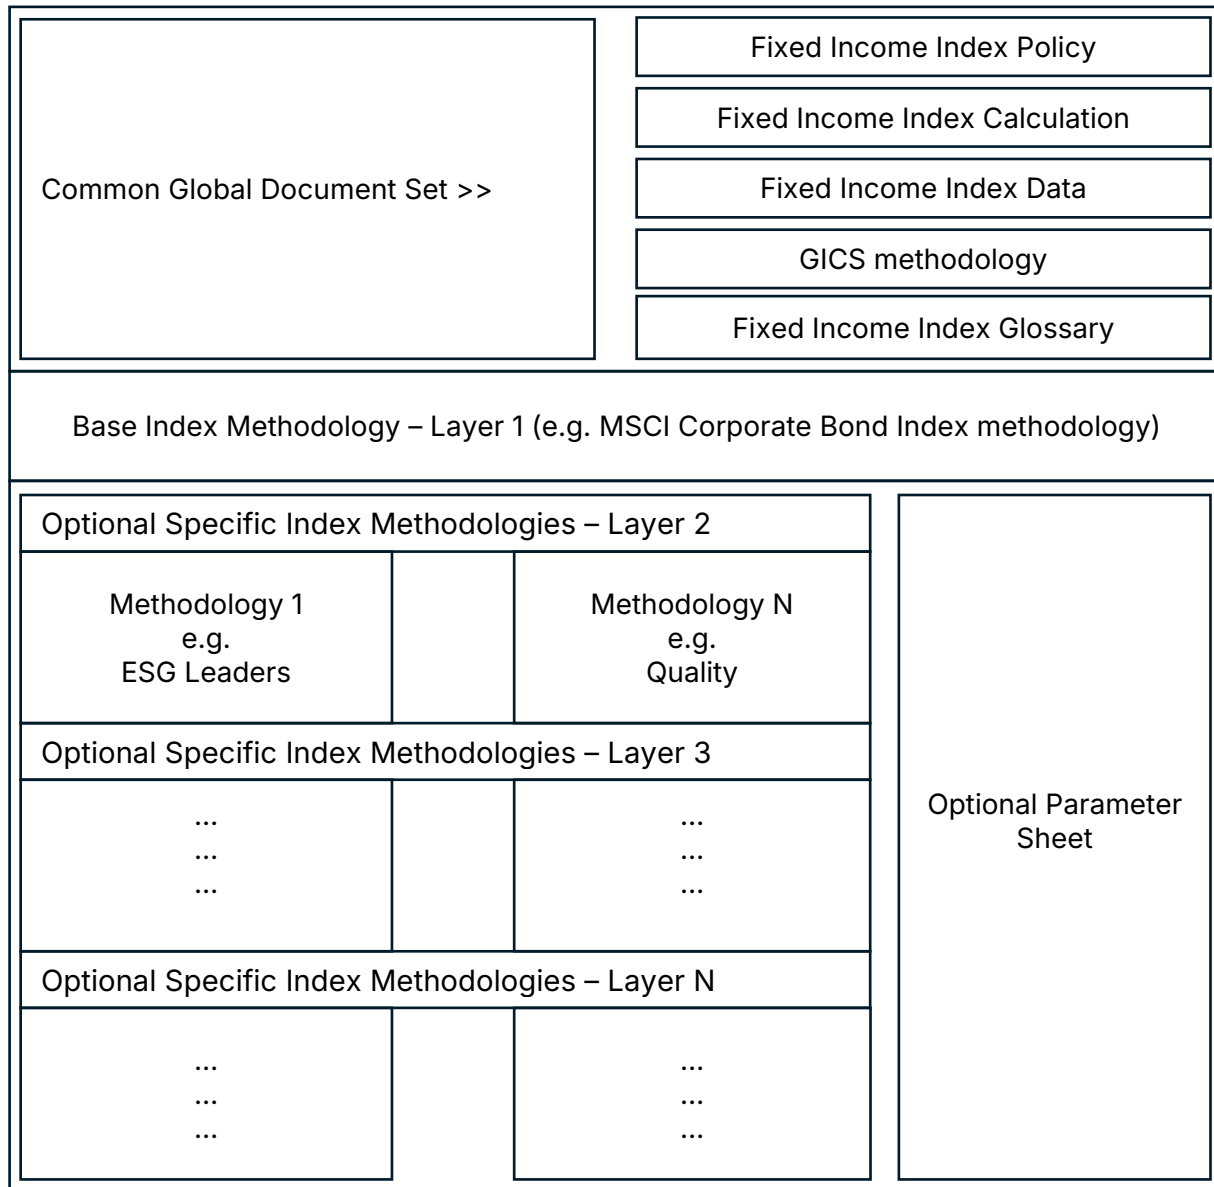 Common Global Document Set >>
Fixed Income Index Policy
Fixed Income Index Calculation
Fixed Income Index Data
GICS methodology
Fixed Income Index Glossary
Base Index Methodology – Layer 1 (e.g. MSCI Corporate Bond Index methodology)
Optional Specific Index Methodologies – Layer 2
Methodology 1
e.g.
ESG Leaders
Methodology N
e.g.
Quality
Optional Specific Index Methodologies – Layer 3
...
...
...
...
...
...
Optional Specific Index Methodologies – Layer N
...
...
...
...
...
...
Optional Parameter
Sheet